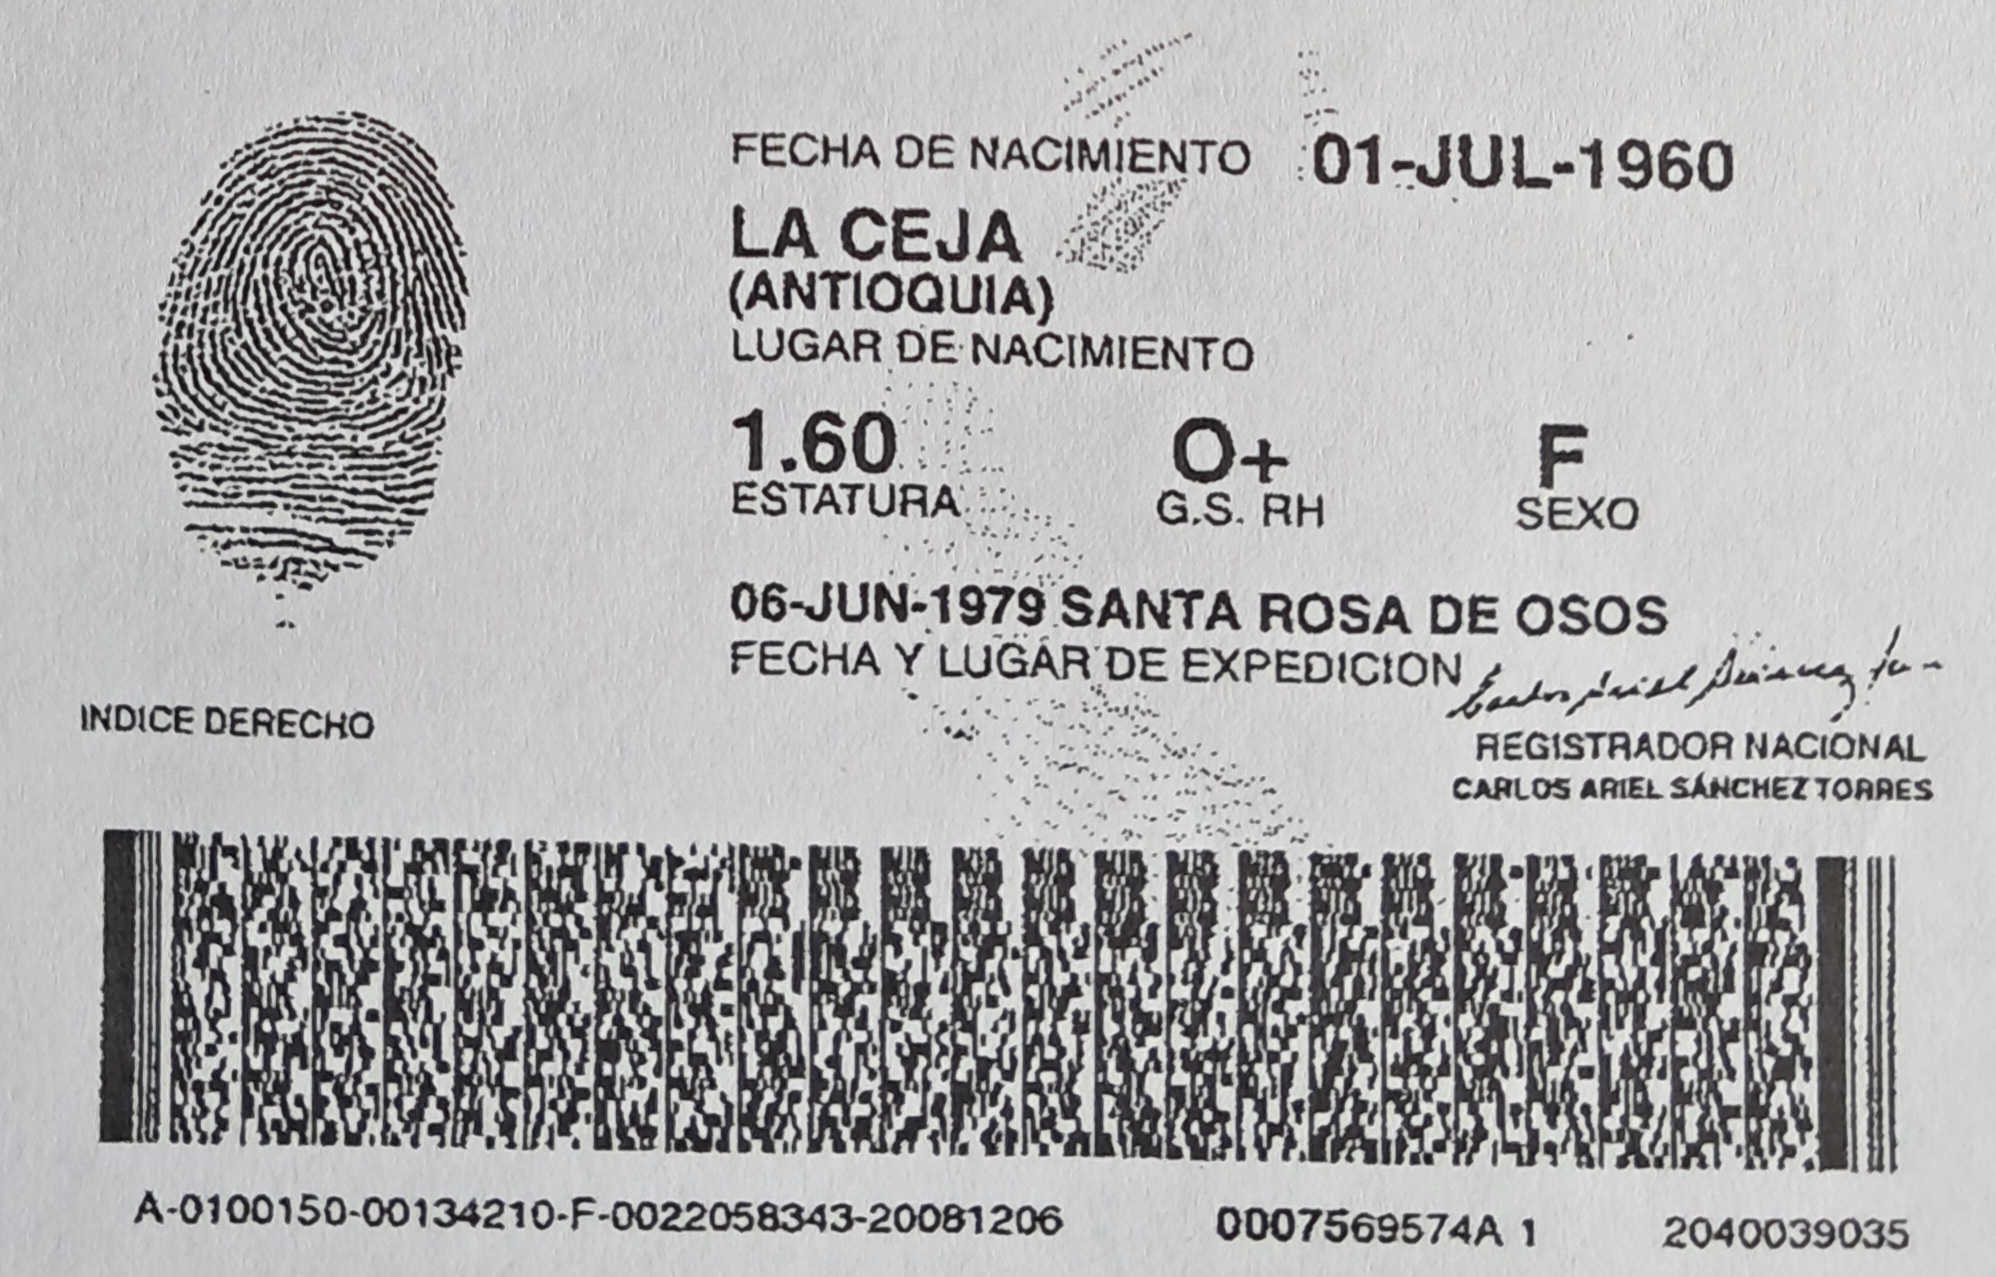 FECHA DE NACIMIENTO 01-JUL-1960
LA CEJA
(ANTIOQUIA)
LUGAR DE NACIMIENTO
1.60 O+ F
ESTATURA G.S. RH SEXO
06-JUN-1979 SANTA ROSA DE OSOS
FECHA Y LUGAR DE EXPEDICION
INDICE DERECHO
REGISTRADOR NACIONAL
CARLOS ARIEL SÁNCHEZ TORRES
A-0100150-00134210-F-0022058343-20081206 0007569574A 1 2040039035